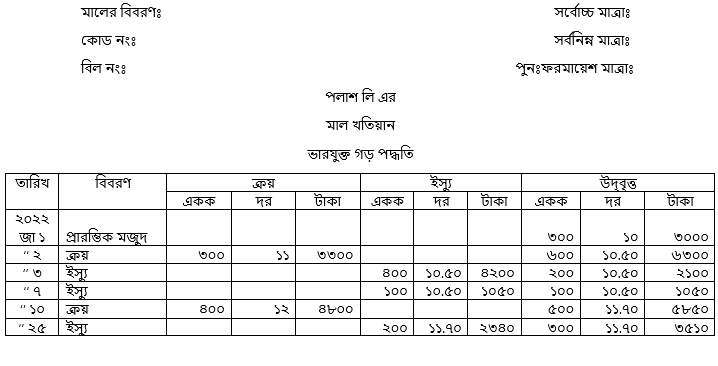 মালের বিবরণঃ সর্বোচ্চ মাত্রাঃ
কোড নংঃ সর্বনিম্ন মাত্রাঃ
বিল নংঃ পুনঃফরমায়েশ মাত্রাঃ
পলাশ লি এর
মাল খতিয়ান
ভারযুক্ত গড় পদ্ধতি
তারিখ বিবরণ ক্রয় ইস্যু উদ্বৃত্ত
একক দর টাকা একক দর টাকা একক দর টাকা
২০২২
জা ১ প্রারম্ভিক মজুদ ৩০০ ১০ ৩০০০
“ ২ ক্রয় ৩০০ ১১ ৩৩০০ ৬০০ ১০.৫০ ৬৩০০
“ ৩ ইস্যু ৪০০ ১০.৫০ ৪২০০ ২০০ ১০.৫০ ২১০০
“ ৭ ইস্যু ১০০ ১০.৫০ ১০৫০ ১০০ ১০.৫০ ১০৫০
“ ১০ ক্রয় ৪০০ ১২ ৪৮০০ ৫০০ ১১.৭০ ৫৮৫০
“ ২৫ ইস্যু ২০০ ১১.৭০ ২৩৪০ ৩০০ ১১.৭০ ৩৫১০